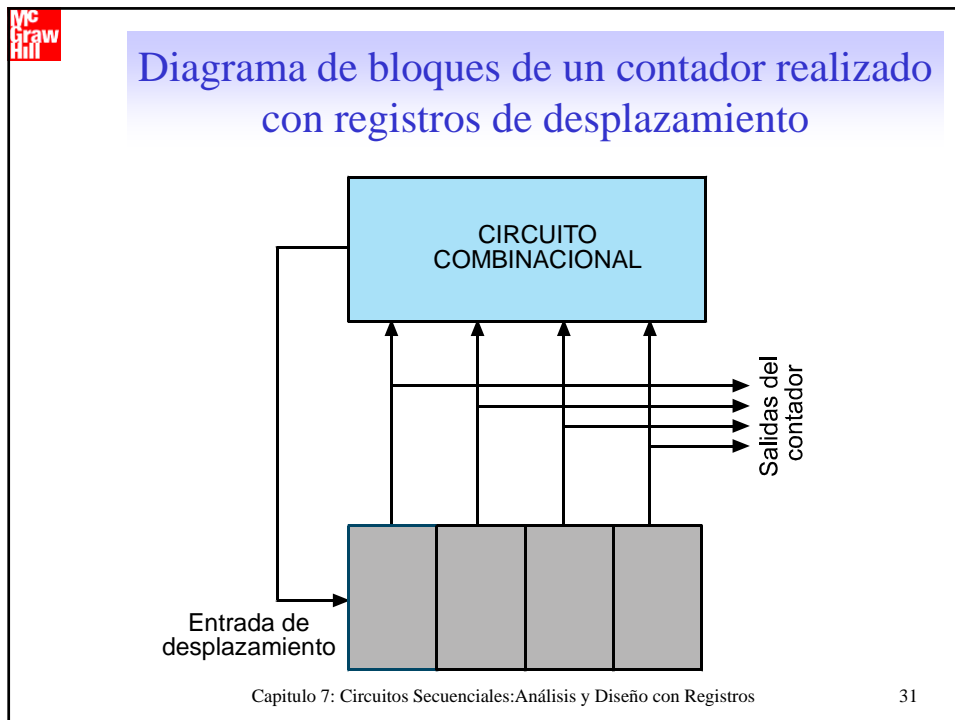 Mc
Graw
Hill
Diagrama de bloques de un contador realizado
con registros de desplazamiento
CIRCUITO
COMBINACIONAL
Salidas del
contador
Entrada de
desplazamiento
Capitulo 7: Circuitos Secuenciales:Análisis y Diseño con Registros
31